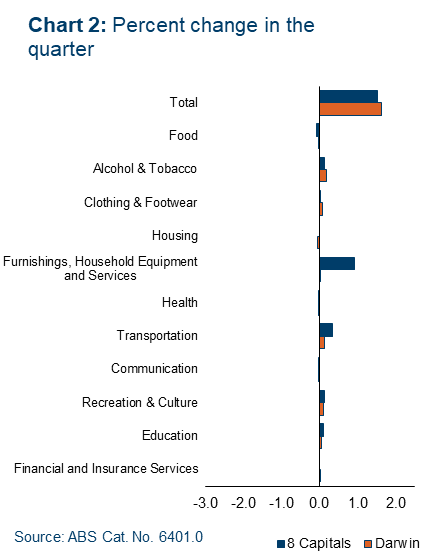 Chart 2: Percent change in the
quarter
Total
Food
Alcohol & Tobacco
Clothing & Footwear
Housing
Furnishings, Household Equipment
and Services
Health
Transportation
Communication
Recreation & Culture
Education
Financial and Insurance Services
-3.0 -2.0 -1.0 0.0 1.0 2.0
Source: ABS Cat. No. 6401.0
8 Capitals Darwin